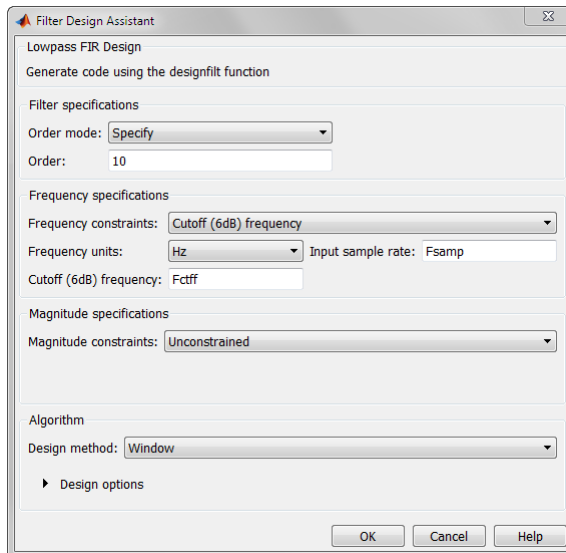 Filter Design Assistant
Lowpass FIR Design
Generate code using the designfilt function
Filter specifications
Order mode: Specify
Order: 10
Frequency specifications
Frequency constraints: Cutoff (6dB) frequency
Frequency units: Hz Input sample rate: Fsamp
Cutoff (6dB) frequency: Fctff
Magnitude specifications
Magnitude constraints: Unconstrained
Algorithm
Design method: Window
Design options
OK Cancel Help